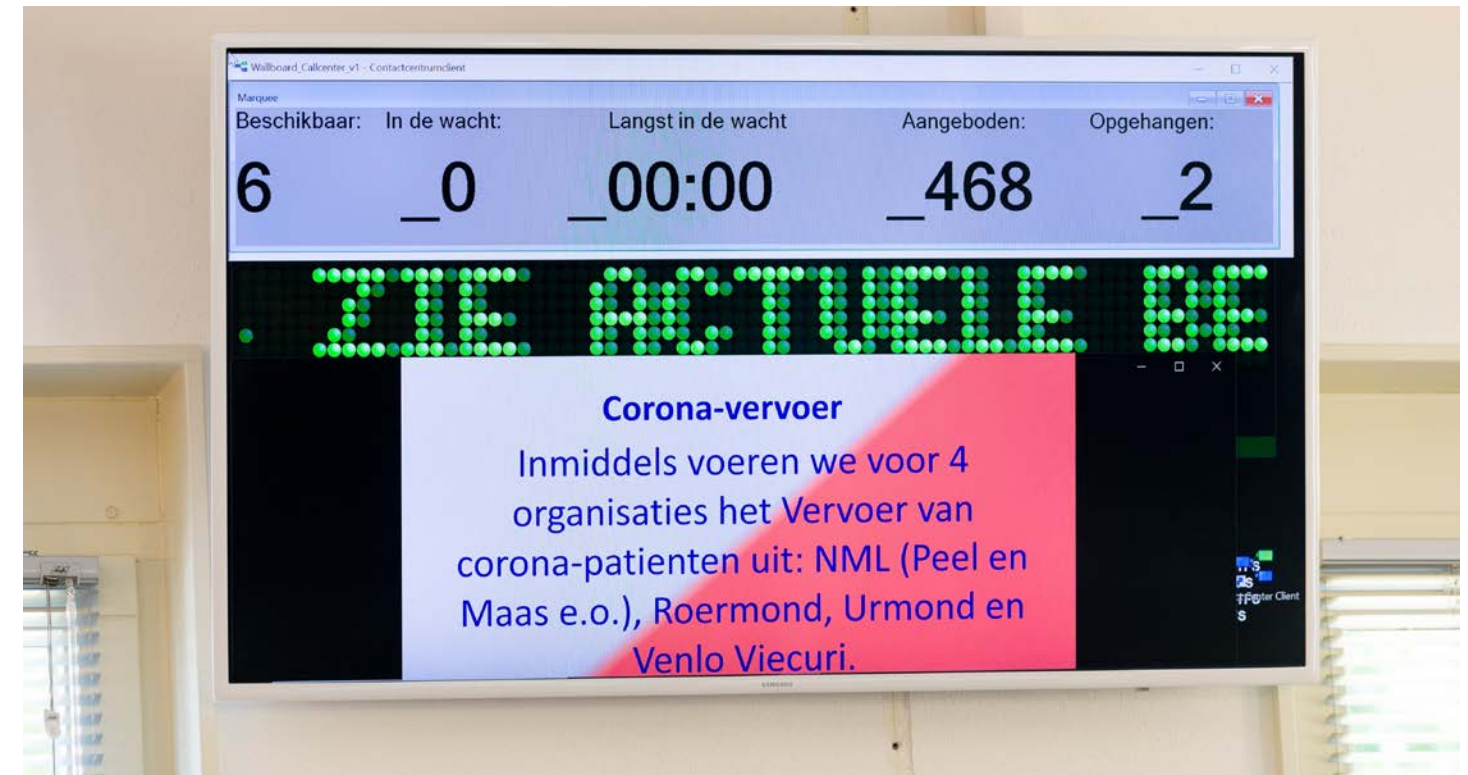 Wallboard_Callcenter_v1 - Contactcentrumclient
Marquee
Beschikbaar: In de wacht: Langst in de wacht Aangeboden: Opgehangen:
6 _0 _00:00 _468 _2
. ZIE ACTUELE BE
Corona-vervoer
Inmiddels voeren we voor 4
organisaties het Vervoer van
corona-patienten uit: NML (Peel en
Maas e.o.), Roermond, Urmond en
Venlo Viecuri.
SAMSUNG